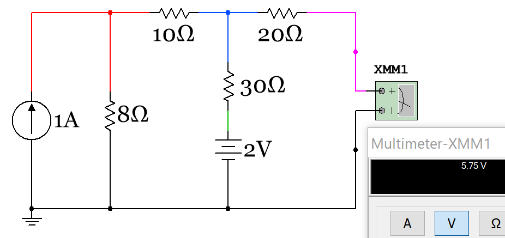 10Ω
20Ω
XMM1
30Ω
1A
8Ω
2V
Multimeter-XMM1
5.75 V
A
V
Ω